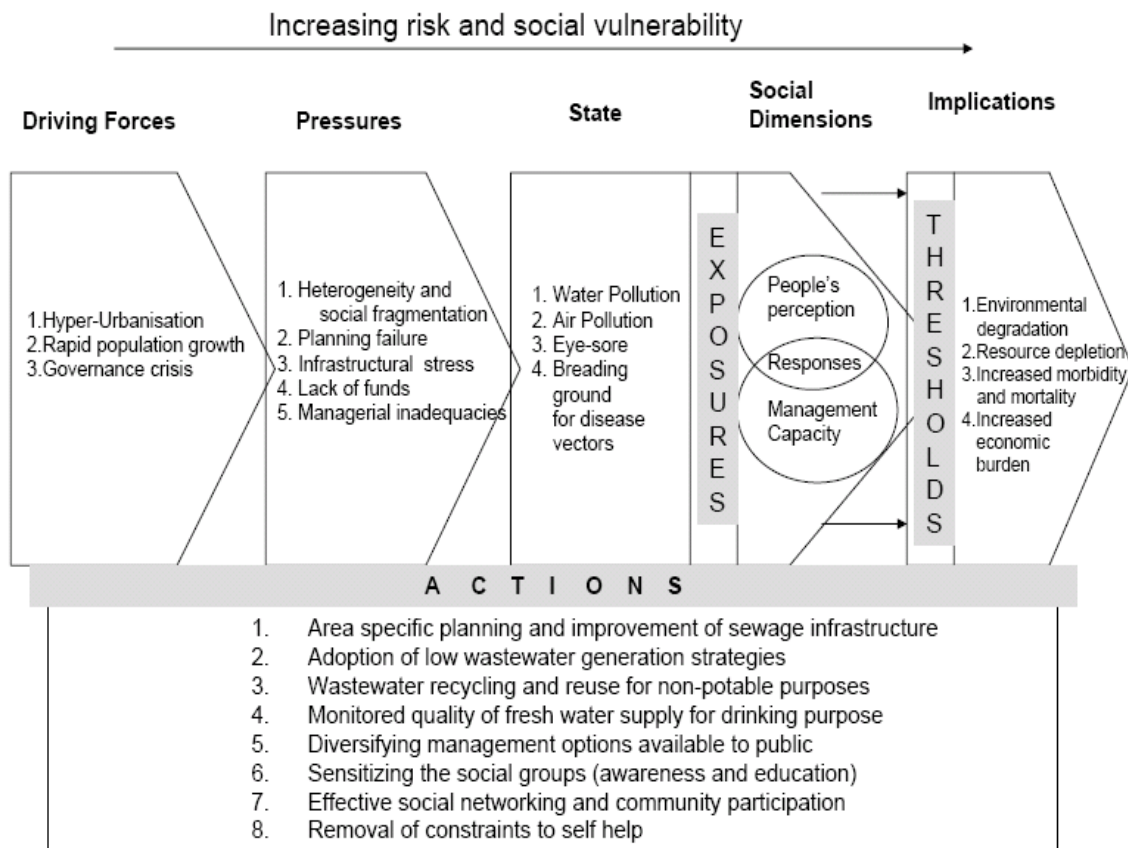 Increasing risk and social vulnerability
Driving Forces
Pressures
State
Social
Dimensions
Implications
1.Hyper-Urbanisation
2.Rapid population growth
3.Governance crisis
1. Heterogeneity and
social fragmentation
2. Planning failure
3. Infrastructural stress
4. Lack of funds
5. Managerial inadequacies
1. Water Pollution
2. Air Pollution
3. Eye-sore
4. Breading
ground
for disease
vectors
E
X
P
O
S
U
R
E
S
People's
perception
Responses
Management
Capacity
T
H
R
E
S
H
O
L
D
S
1.Environmental
degradation
2.Resource depletion
3.Increased morbidity
and mortality
4.Increased
economic
burden
A C T I O N S
1. Area specific planning and improvement of sewage infrastructure
2. Adoption of low wastewater generation strategies
3. Wastewater recycling and reuse for non-potable purposes
4. Monitored quality of fresh water supply for drinking purpose
5. Diversifying management options available to public
6. Sensitizing the social groups (awareness and education)
7. Effective social networking and community participation
8. Removal of constraints to self help